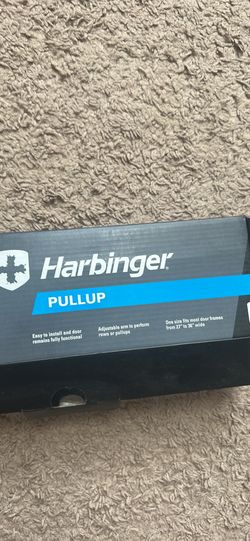 Harbinger®
PULLUP
Easy to install and door
remains fully functional
Adjustable arm to perform
rows or pullups
One size fits most door frames
from 27" to 36" wide